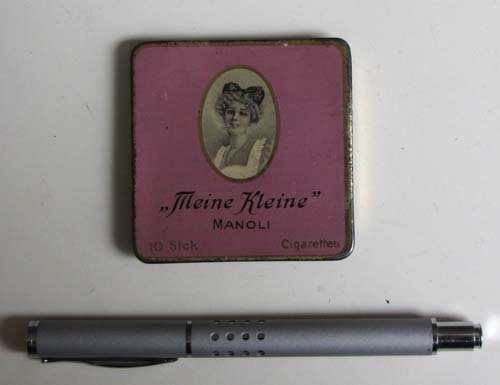 „Meine Kleine”
MANOLI
10 Stck. Cigaretten